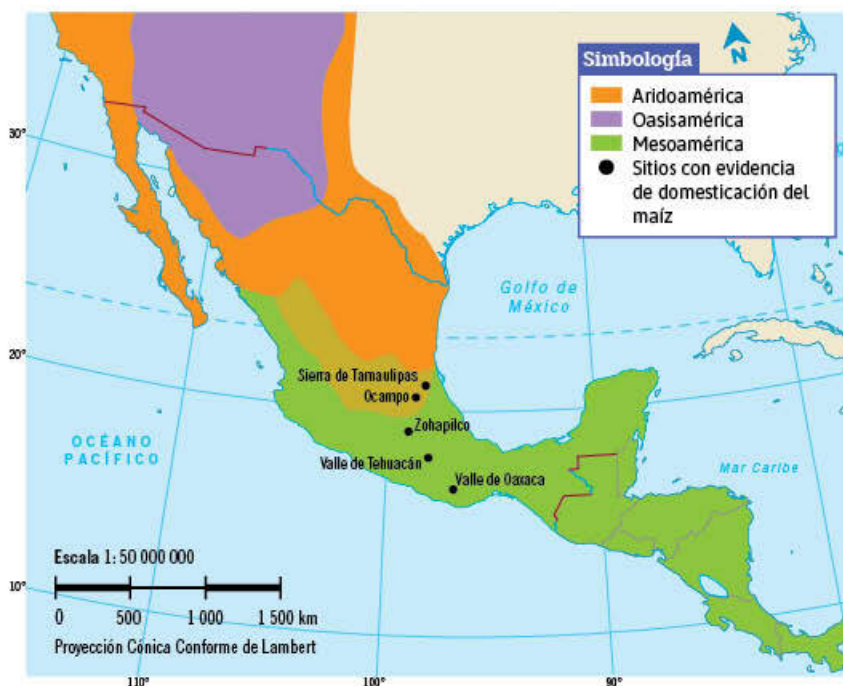 Simbología
Aridoamérica
Oasisamérica
Mesoamérica
Sitios con evidencia
de domesticación del
maíz
N
30°
Golfo de
México
20°
Sierra de Tamaulipas
Ocampo
Zohapilco
OCÉANO
PACÍFICO
Valle de Tehuacán
Valle de Oaxaca
Mar Caribe
Escala 1: 50 000 000
10°
0 500 1 000 1 500 km
Proyección Cónica Conforme de Lambert
110° 100° 90°